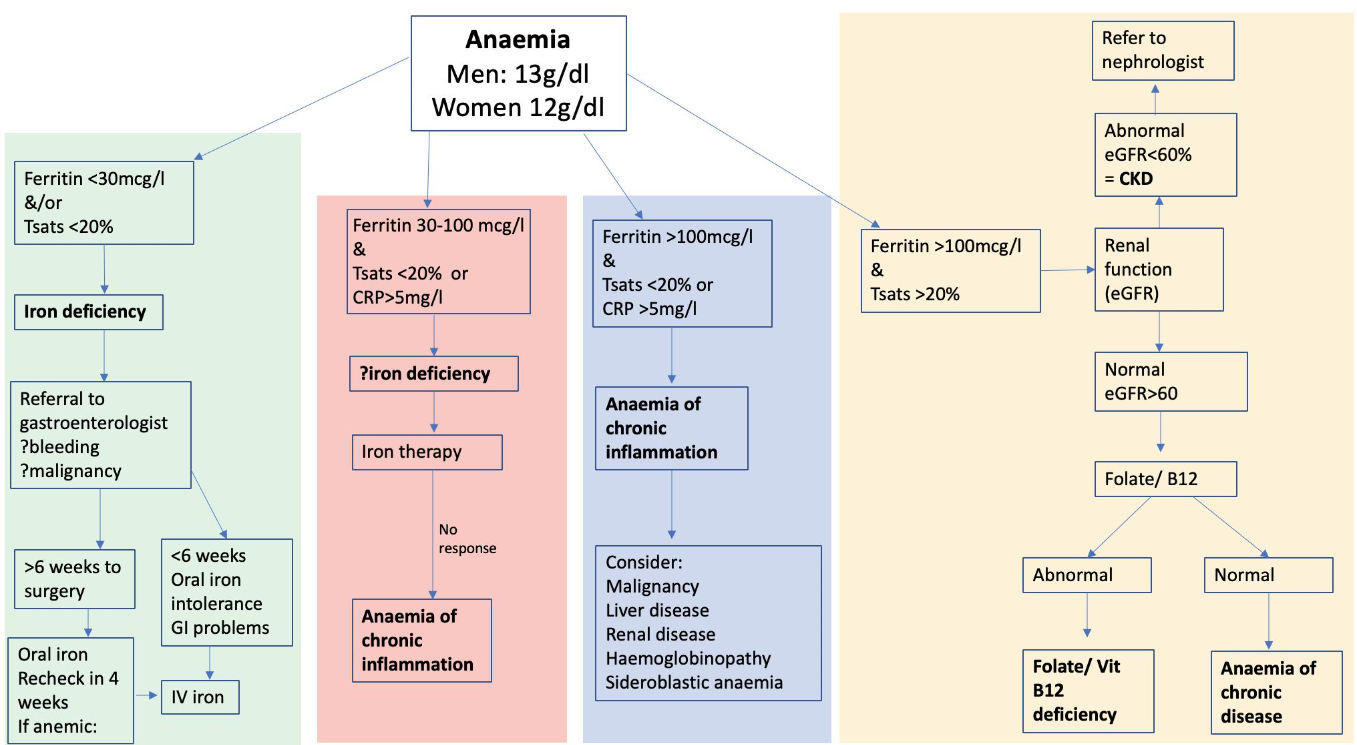 Anaemia
Men: 13g/dl
Women 12g/dl
Ferritin <30mcg/l
&/or
Tsats <20%
Iron deficiency
Referral to
gastroenterologist
?bleeding
?malignancy
>6 weeks to
surgery
<6 weeks
Oral iron
intolerance
GI problems
Oral iron
Recheck in 4
weeks
If anemic:
IV iron
Ferritin 30-100 mcg/l
&
Tsats <20% or
CRP>5mg/l
?iron deficiency
Iron therapy
No
response
Anaemia of
chronic
inflammation
Ferritin >100mcg/l
&
Tsats <20% or
CRP >5mg/l
Anaemia of
chronic
inflammation
Consider:
Malignancy
Liver disease
Renal disease
Haemoglobinopathy
Sideroblastic anaemia
Ferritin >100mcg/l
&
Tsats >20%
Refer to
nephrologist
Abnormal
eGFR<60%
= CKD
Renal
function
(eGFR)
Normal
eGFR>60
Folate/ B12
Abnormal
Normal
Folate/ Vit
B12
deficiency
Anaemia of
chronic
disease